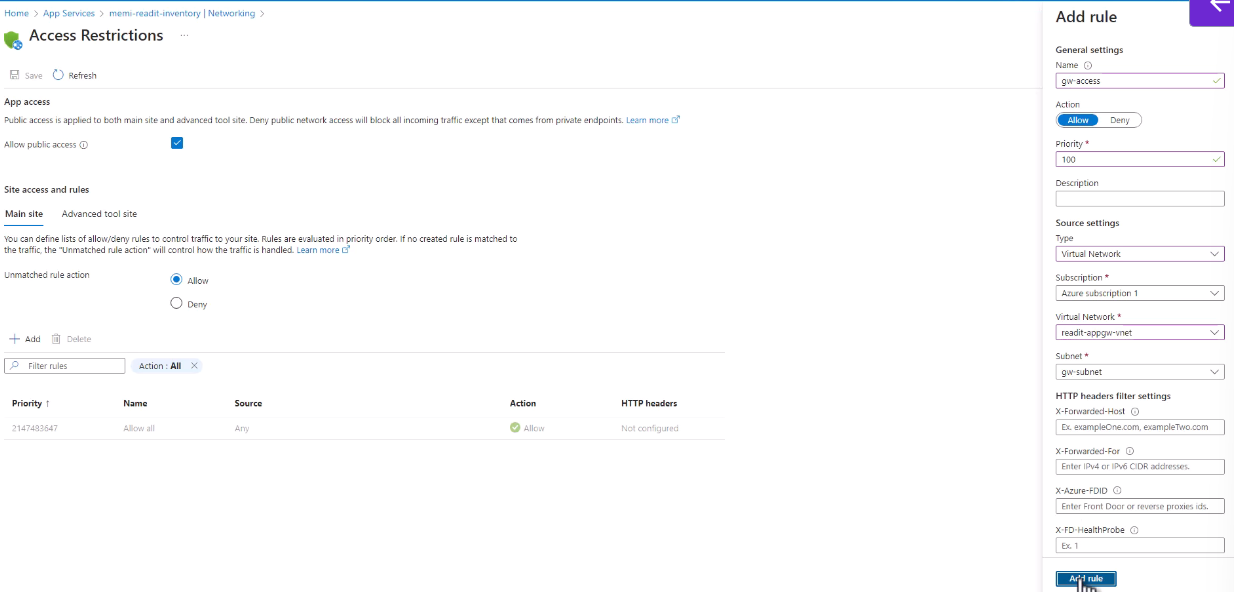 Home > App Services > memi-readit-inventory | Networking >
Access Restrictions ...
Save Refresh
App access
Public access is applied to both main site and advanced tool site. Deny public network access will block all incoming traffic except that comes from private endpoints. Learn more
Allow public access
Site access and rules
Main site Advanced tool site
You can define lists of allow/deny rules to control traffic to your site. Rules are evaluated in priority order. If no created rule is matched to
the traffic, the "Unmatched rule action" will control how the traffic is handled. Learn more
Unmatched rule action
Allow
Deny
Add Delete
Filter rules Action : All
Priority ↑ Name Source Action HTTP headers
2147483647 Allow all Any Allow Not configured
Add rule
General settings
Name
gw-access
Action
Allow Deny
Priority *
100
Description
Source settings
Type
Virtual Network
Subscription *
Azure subscription 1
Virtual Network *
readit-appgw-vnet
Subnet *
gw-subnet
HTTP headers filter settings
X-Forwarded-Host
Ex. exampleOne.com, exampleTwo.com
X-Forwarded-For
Enter IPv4 or IPv6 CIDR addresses.
X-Azure-FDID
Enter Front Door or reverse proxies ids.
X-FD-HealthProbe
Ex. 1
Add rule